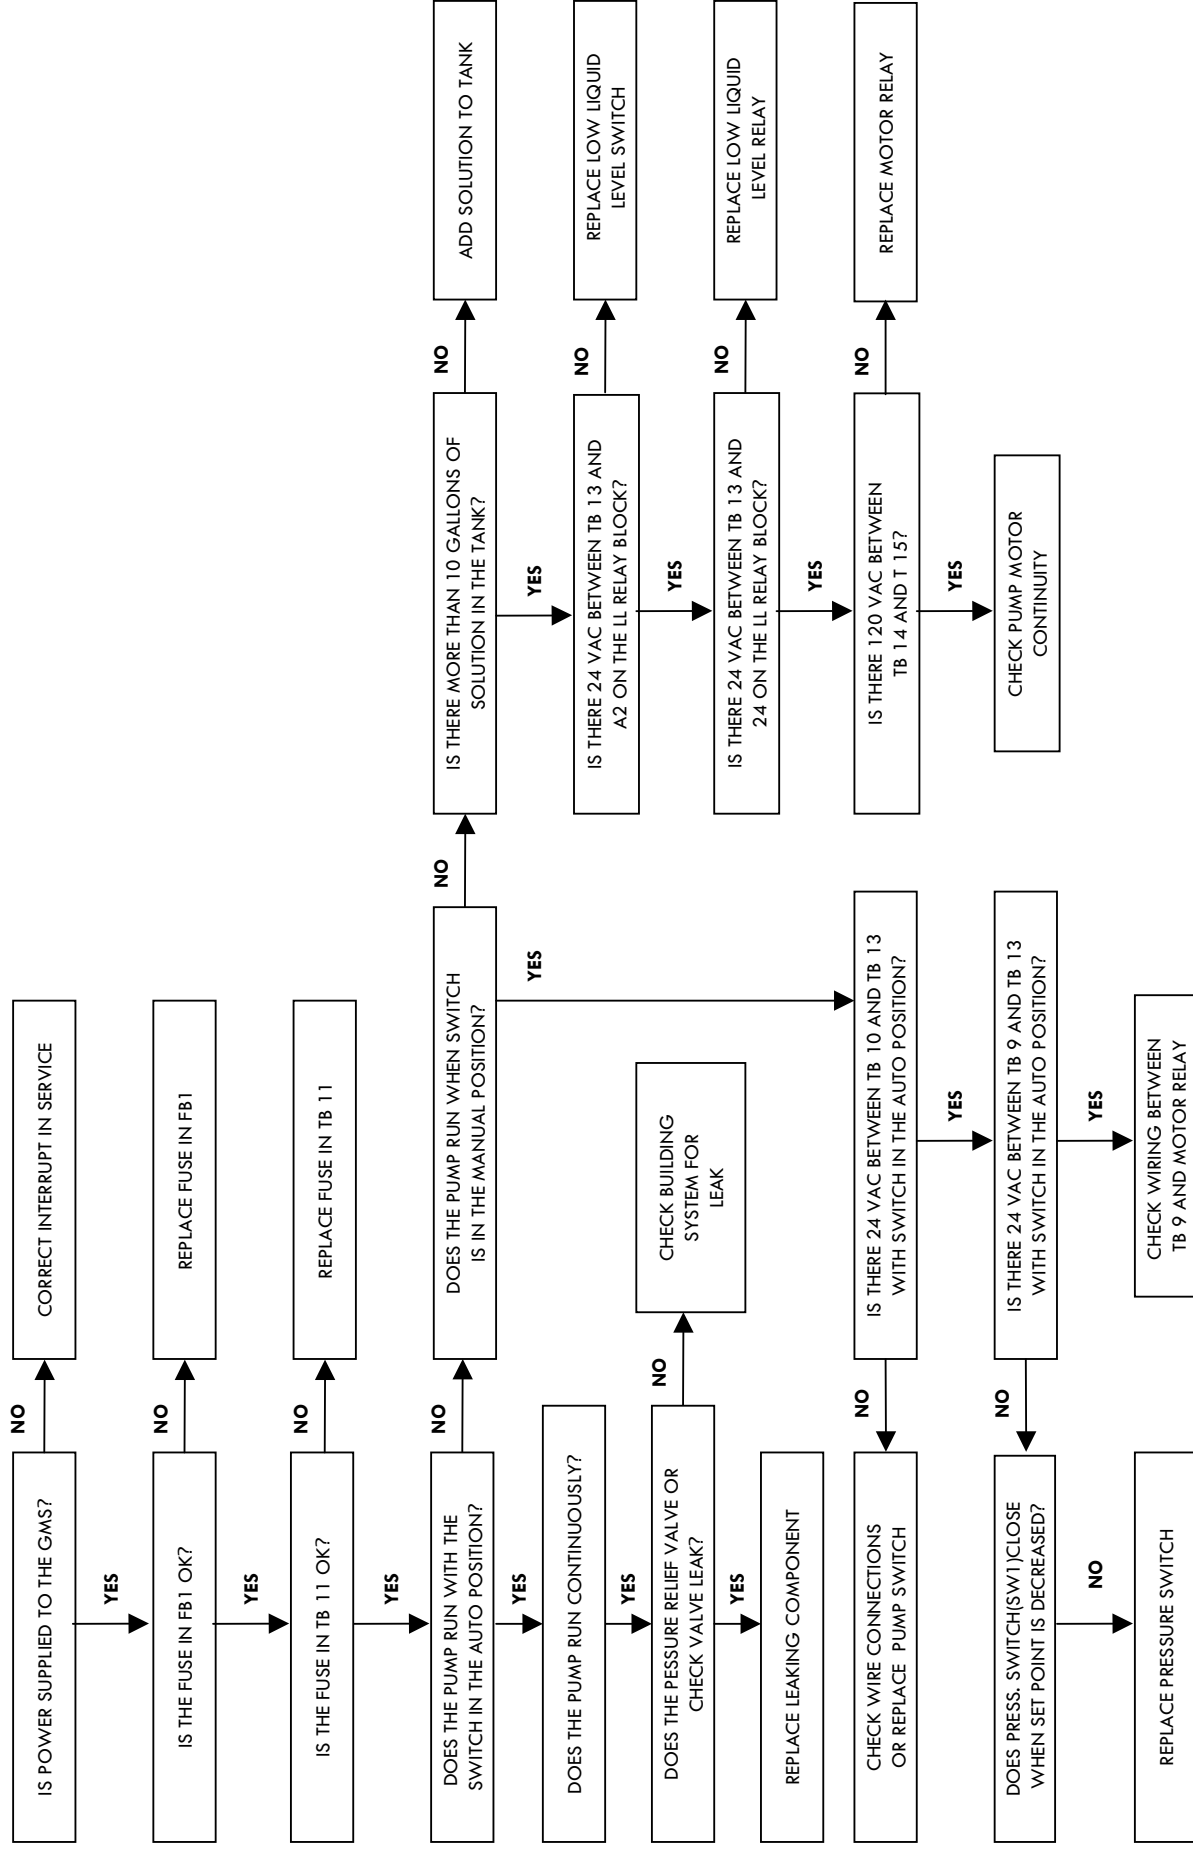 IS POWER SUPPLIED TO THE GMS?
NO
CORRECT INTERRUPT IN SERVICE
YES
IS THE FUSE IN FB1 OK?
NO
REPLACE FUSE IN FB1
YES
IS THE FUSE IN TB 11 OK?
NO
REPLACE FUSE IN TB 11
YES
DOES THE PUMP RUN WITH THE
SWITCH IN THE AUTO POSITION?
NO
DOES THE PUMP RUN WHEN SWITCH
IS IN THE MANUAL POSITION?
NO
IS THERE MORE THAN 10 GALLONS OF
SOLUTION IN THE TANK?
NO
ADD SOLUTION TO TANK
YES
YES
YES
DOES THE PUMP RUN CONTINUOUSLY?
IS THERE 24 VAC BETWEEN TB 13 AND
A2 ON THE LL RELAY BLOCK?
NO
REPLACE LOW LIQUID
LEVEL SWITCH
YES
YES
DOES THE PESSURE RELIEF VALVE OR
CHECK VALVE LEAK?
NO
CHECK BUILDING
SYSTEM FOR
LEAK
IS THERE 24 VAC BETWEEN TB 13 AND
24 ON THE LL RELAY BLOCK?
NO
REPLACE LOW LIQUID
LEVEL RELAY
YES
YES
REPLACE LEAKING COMPONENT
CHECK WIRE CONNECTIONS
OR REPLACE PUMP SWITCH
NO
IS THERE 24 VAC BETWEEN TB 10 AND TB 13
WITH SWITCH IN THE AUTO POSITION?
IS THERE 120 VAC BETWEEN
TB 14 AND T 15?
NO
REPLACE MOTOR RELAY
YES
YES
DOES PRESS. SWITCH(SW1)CLOSE
WHEN SET POINT IS DECREASED?
NO
IS THERE 24 VAC BETWEEN TB 9 AND TB 13
WITH SWITCH IN THE AUTO POSITION?
CHECK PUMP MOTOR
CONTINUITY
NO
YES
REPLACE PRESSURE SWITCH
CHECK WIRING BETWEEN
TB 9 AND MOTOR RELAY